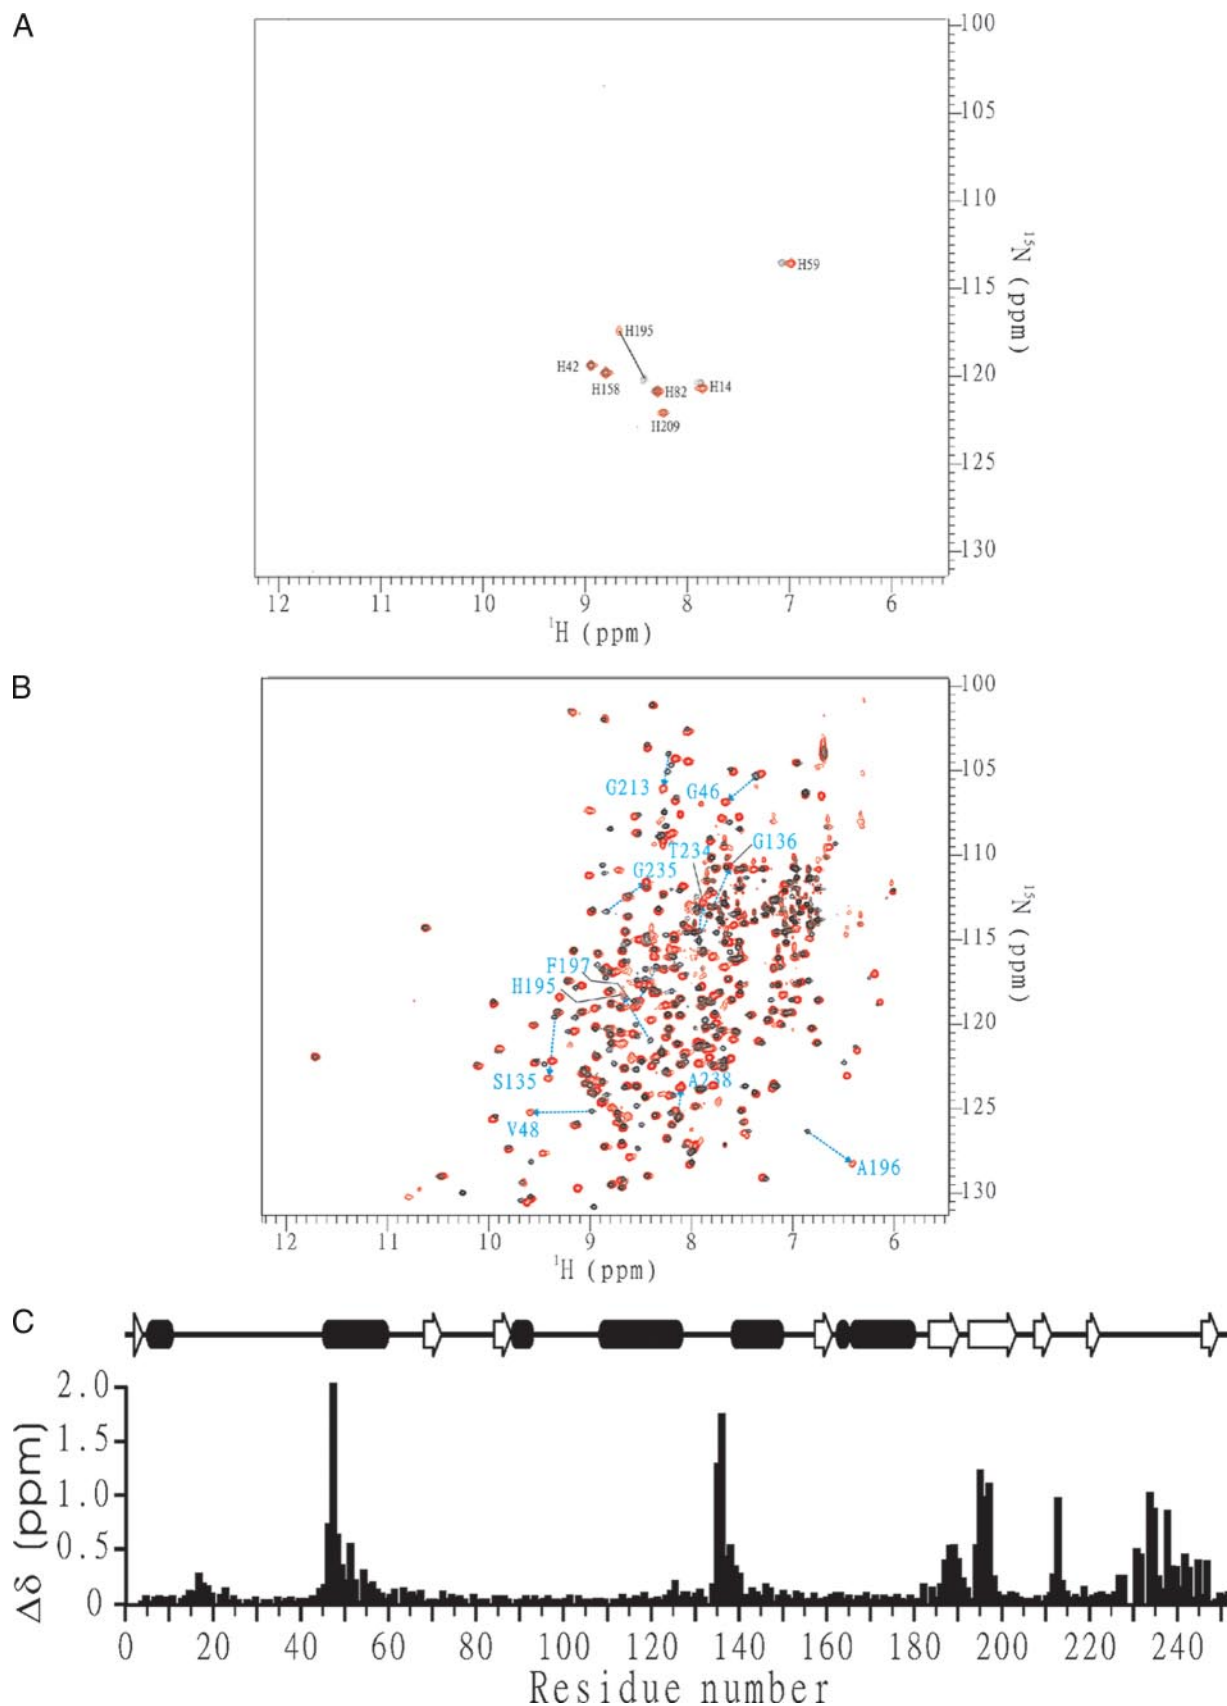 A
100
105
110
115
120
125
130
15N (ppm)
H59
H195
H42
H158
H82
H14
H209
12 11 10 9 8 7 6
1H (ppm)
B
100
105
110
115
120
125
130
15N (ppm)
G213
G46
T234
G136
G235
F197
H195
S135
A238
V48
A196
12 11 10 9 8 7 6
1H (ppm)
C
2.0
1.5
1.0
0.5
0
Δδ (ppm)
0 20 40 60 80 100 120 140 160 180 200 220 240
Residue number